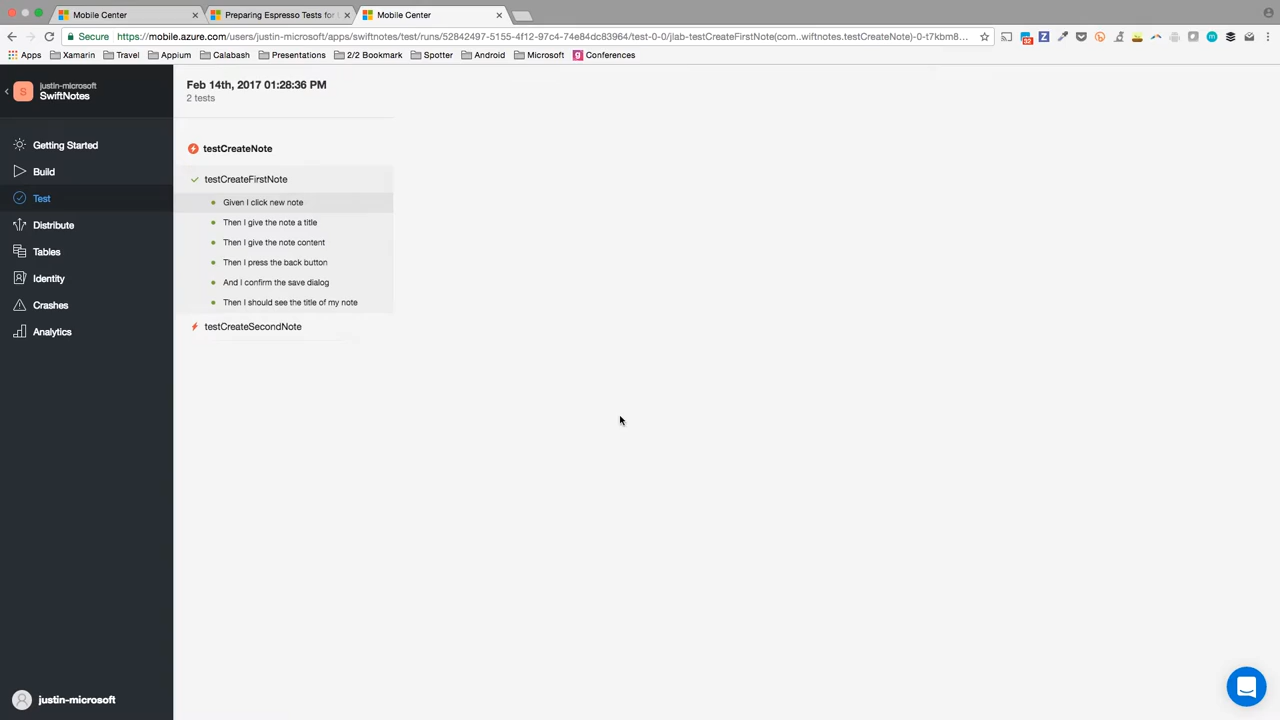 Mobile Center
Preparing Espresso Tests for
Mobile Center
Secure
https://mobile.azure.com/users/justin-microsoft/apps/swiftnotes/test/runs/52842497-5155-4f12-97c4-74e84dc83964/test-0-0/jlab-testCreateFirstNote(com..wiftnotes.testCreateNote)-0-t7kbm8...
52
Apps
Xamarin
Travel
Appium
Calabash
Presentations
2/2 Bookmark
Spotter
Android
Microsoft
Conferences
S
justin-microsoft
SwiftNotes
Getting Started
Build
Test
Distribute
Tables
Identity
Crashes
Analytics
justin-microsoft
Feb 14th, 2017 01:28:36 PM
2 tests
testCreateNote
testCreateFirstNote
Given I click new note
Then I give the note a title
Then I give the note content
Then I press the back button
And I confirm the save dialog
Then I should see the title of my note
testCreateSecondNote